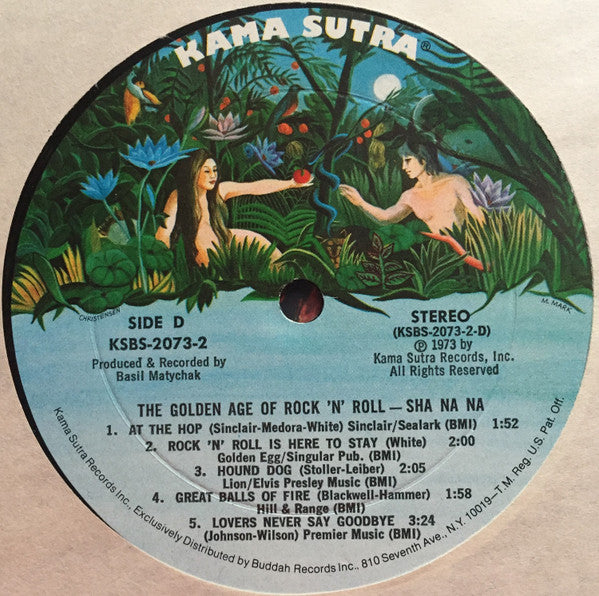 KAMA SUTRA®
CHRISTENSEN
M. MARK
SIDE D
KSBS-2073-2
Produced & Recorded by
Basil Matychak
STEREO
(KSBS-2073-2-D)
℗ 1973 by
Kama Sutra Records, Inc.
All Rights Reserved
THE GOLDEN AGE OF ROCK 'N' ROLL — SHA NA NA
1. AT THE HOP (Sinclair-Medora-White) Sinclair/Sealark (BMI) 1:52
2. ROCK 'N' ROLL IS HERE TO STAY (White) 2:00
Golden Egg/Singular Pub. (BMI)
3. HOUND DOG (Stoller-Leiber) 2:05
Lion/Elvis Presley Music (BMI)
4. GREAT BALLS OF FIRE (Blackwell-Hammer) 1:58
Hill & Range (BMI)
5. LOVERS NEVER SAY GOODBYE 3:24
(Johnson-Wilson) Premier Music (BMI)
Kama Sutra Records Inc., Exclusively Distributed by Buddah Records Inc., 810 Seventh Ave., N.Y. 10019—T.M. Reg. U.S. Pat. Off.